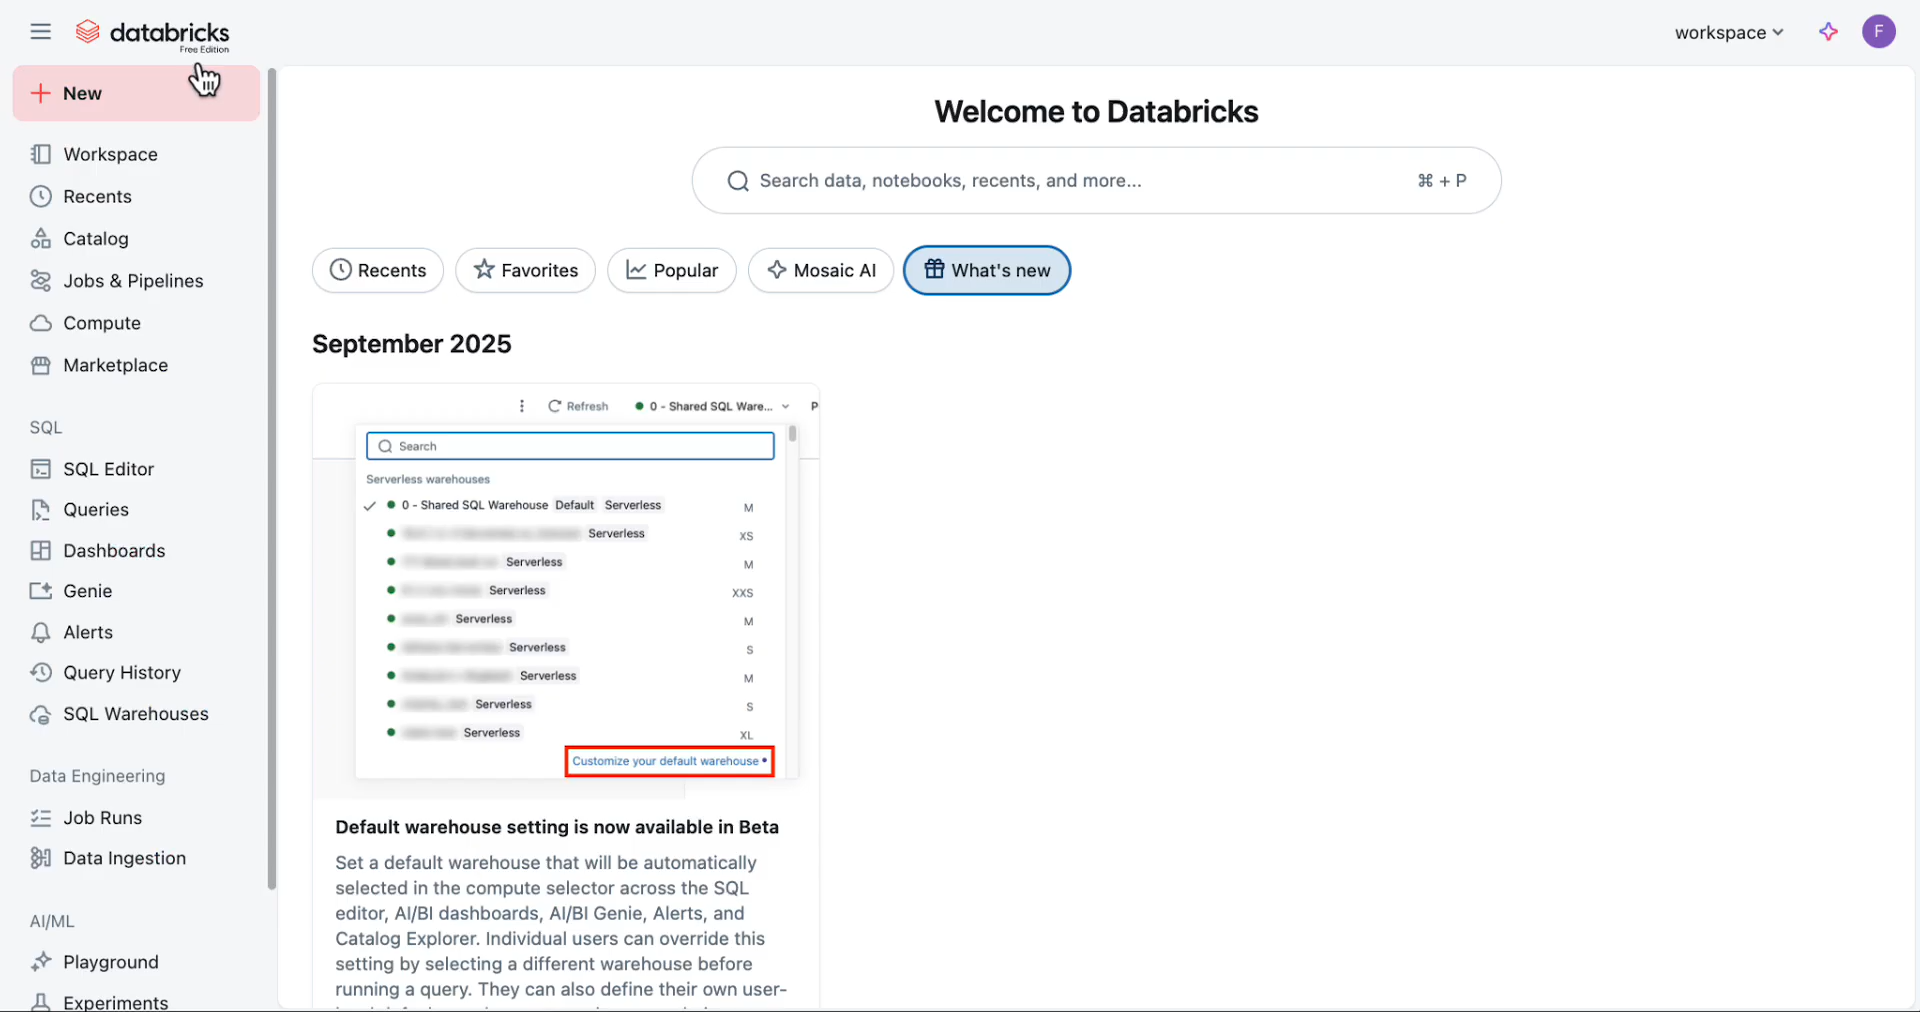 databricks
Free Edition
workspace
F
New
Workspace
Recents
Catalog
Jobs & Pipelines
Compute
Marketplace
SQL
SQL Editor
Queries
Dashboards
Genie
Alerts
Query History
SQL Warehouses
Data Engineering
Job Runs
Data Ingestion
AI/ML
Playground
Experiments
Welcome to Databricks
Search data, notebooks, recents, and more... ⌘ + P
Recents Favorites Popular Mosaic AI What's new
September 2025
Refresh 0 - Shared SQL Ware... P
Search
Serverless warehouses
0 - Shared SQL Warehouse Default Serverless M
Serverless XS
Serverless M
Serverless XXS
Serverless M
Serverless S
Serverless M
Serverless S
Serverless XL
Customize your default warehouse
Default warehouse setting is now available in Beta
Set a default warehouse that will be automatically
selected in the compute selector across the SQL
editor, AI/BI dashboards, AI/BI Genie, Alerts, and
Catalog Explorer. Individual users can override this
setting by selecting a different warehouse before
running a query. They can also define their own user-